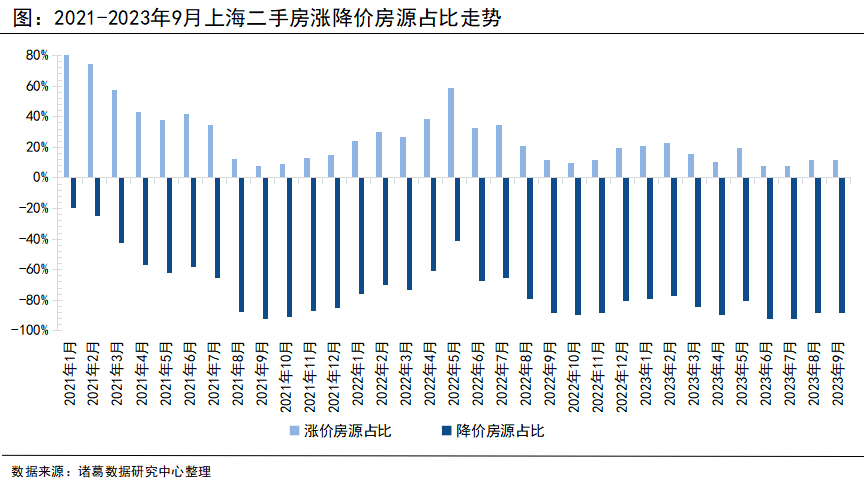 图：2021-2023年9月上海二手房涨降价房源占比走势
80%
60%
40%
20%
0%
-20%
-40%
-60%
-80%
-100%
2021年1月
2021年2月
2021年3月
2021年4月
2021年5月
2021年6月
2021年7月
2021年8月
2021年9月
2021年10月
2021年11月
2021年12月
2022年1月
2022年2月
2022年3月
2022年4月
2022年5月
2022年6月
2022年7月
2022年8月
2022年9月
2022年10月
2022年11月
2022年12月
2023年1月
2023年2月
2023年3月
2023年4月
2023年5月
2023年6月
2023年7月
2023年8月
2023年9月
涨价房源占比 降价房源占比
数据来源：诸葛数据研究中心整理